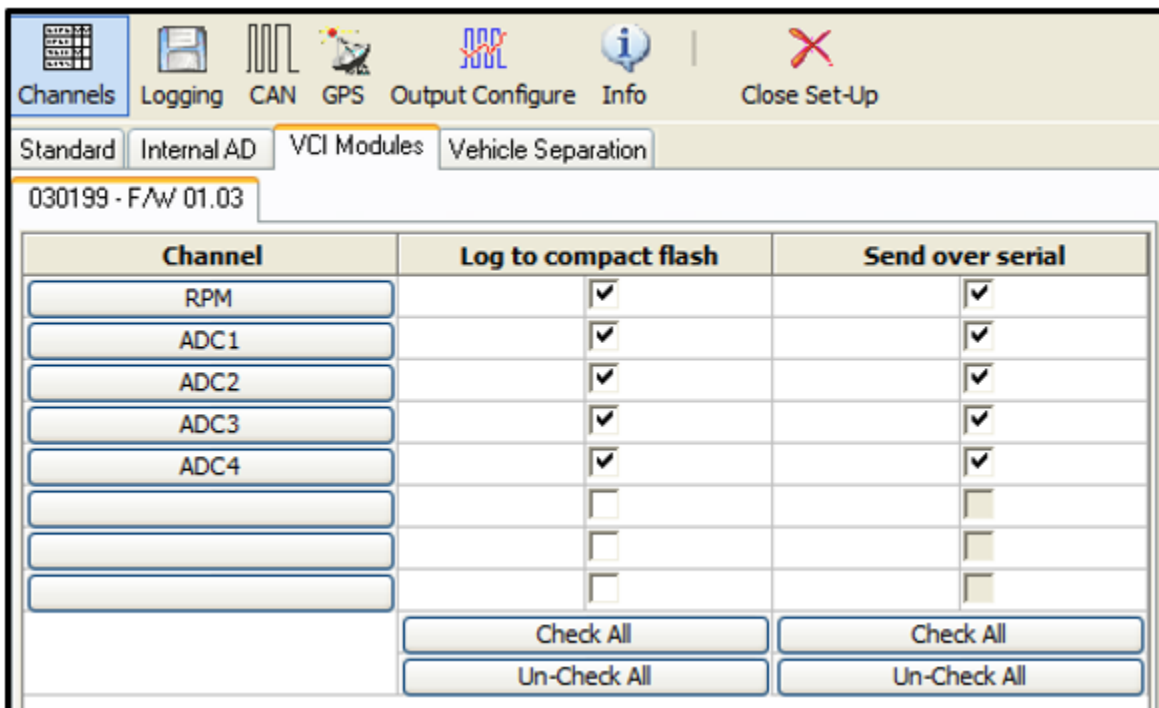 Channels Logging CAN GPS Output Configure Info Close Set-Up
Standard Internal AD VCI Modules Vehicle Separation
030199 - F/W 01.03
Channel Log to compact flash Send over serial
RPM
ADC1
ADC2
ADC3
ADC4
Check All Check All
Un-Check All Un-Check All